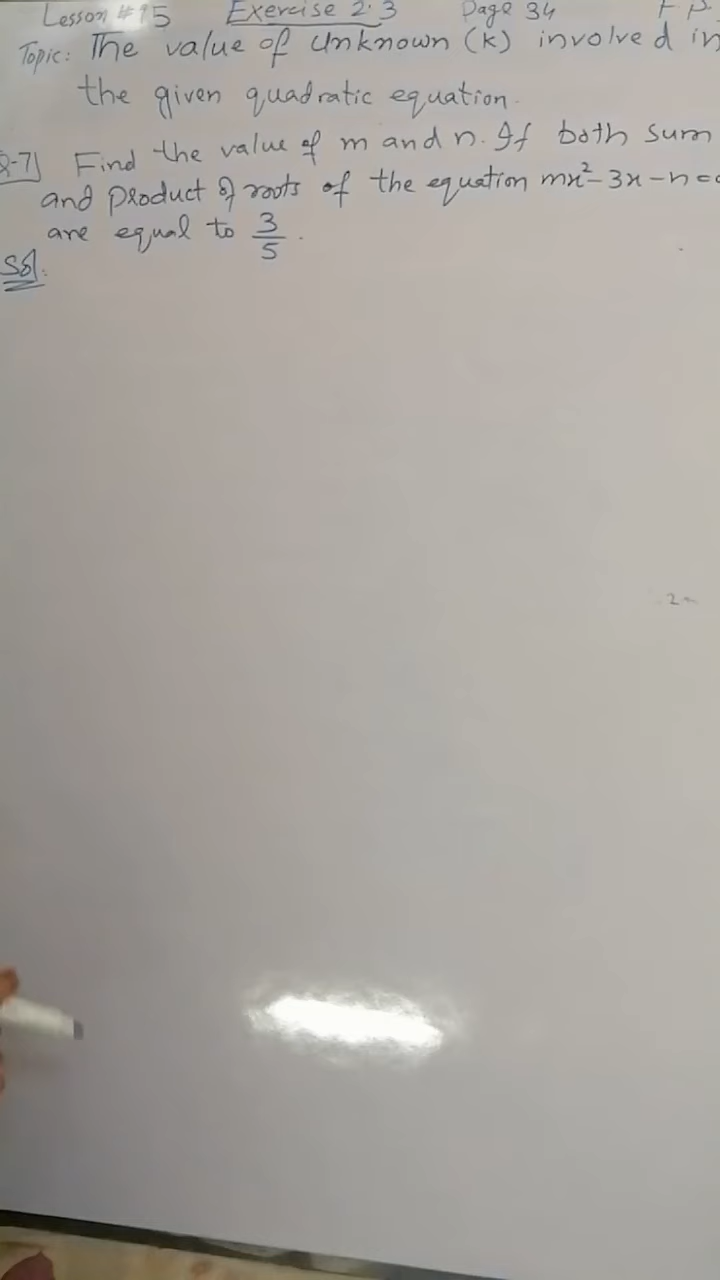 Lesson # 15 Exercise 2.3 Page 34
Topic: The value of unknown (k) involved in
the given quadratic equation.
Q-7) Find the value of m and n. If both sum
and product of roots of the equation mx²-3x-n=0
are equal to 3/5.
Sol: